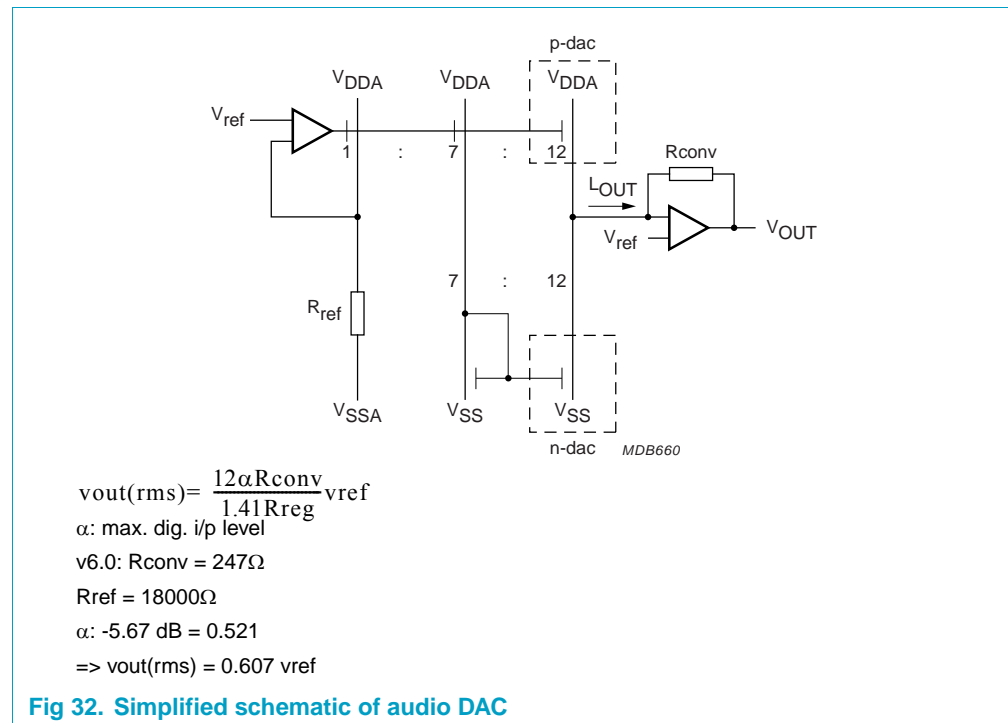 p-dac
VDDA VDDA VDDA
Vref
1 : 7 : 12
Rconv
LOUT
Vref
VOUT
7 : 12
Rref
VSSA VSS VSS
n-dac MDB660
vout(rms)= 12αRconv/1.41Rreg vref
α: max. dig. i/p level
v6.0: Rconv = 247Ω
Rref = 18000Ω
α: -5.67 dB = 0.521
=> vout(rms) = 0.607 vref
Fig 32. Simplified schematic of audio DAC